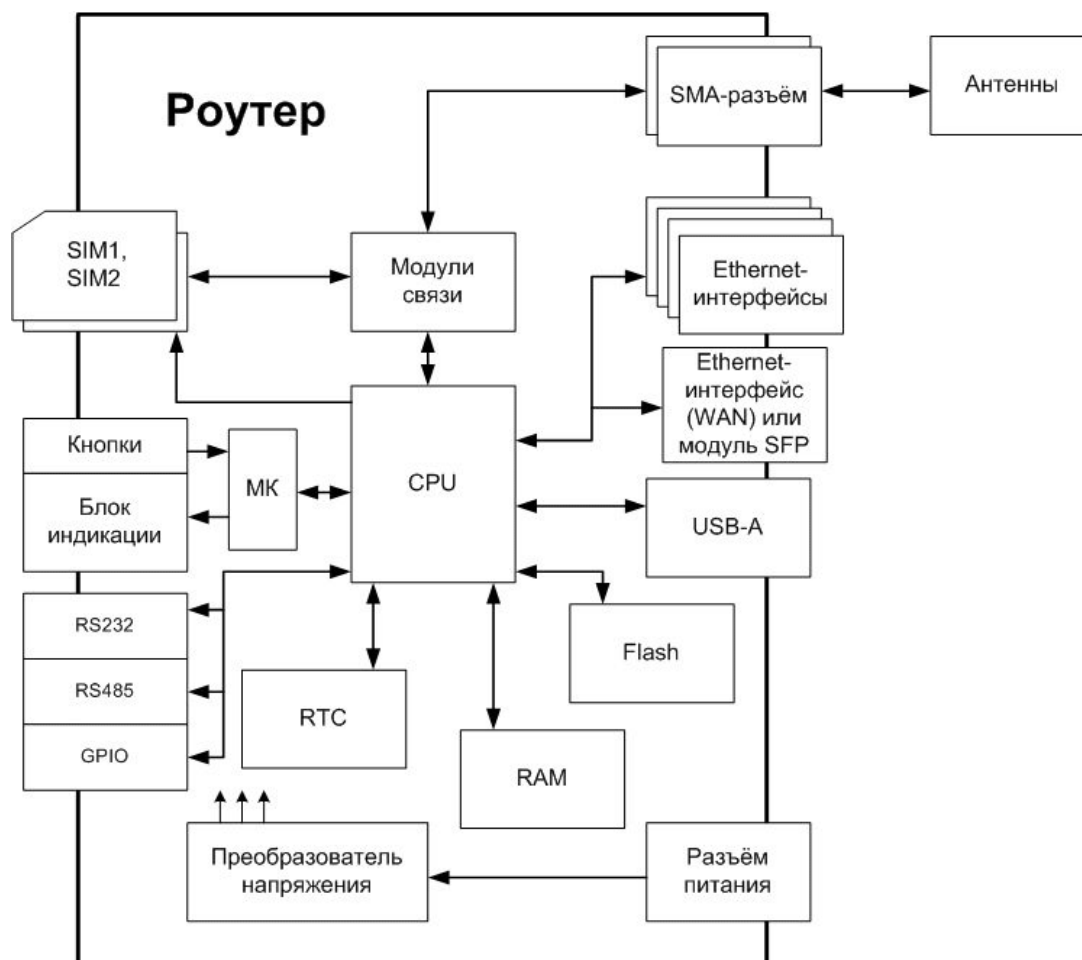 Роутер
SMA-разъём
Антенны
SIM1,
SIM2
Модули
связи
Ethernet-
интерфейсы
Ethernet-
интерфейс
(WAN) или
модуль SFP
Кнопки
МК
CPU
Блок
индикации
USB-A
RS232
RS485
GPIO
RTC
Flash
RAM
Преобразователь
напряжения
Разъём
питания